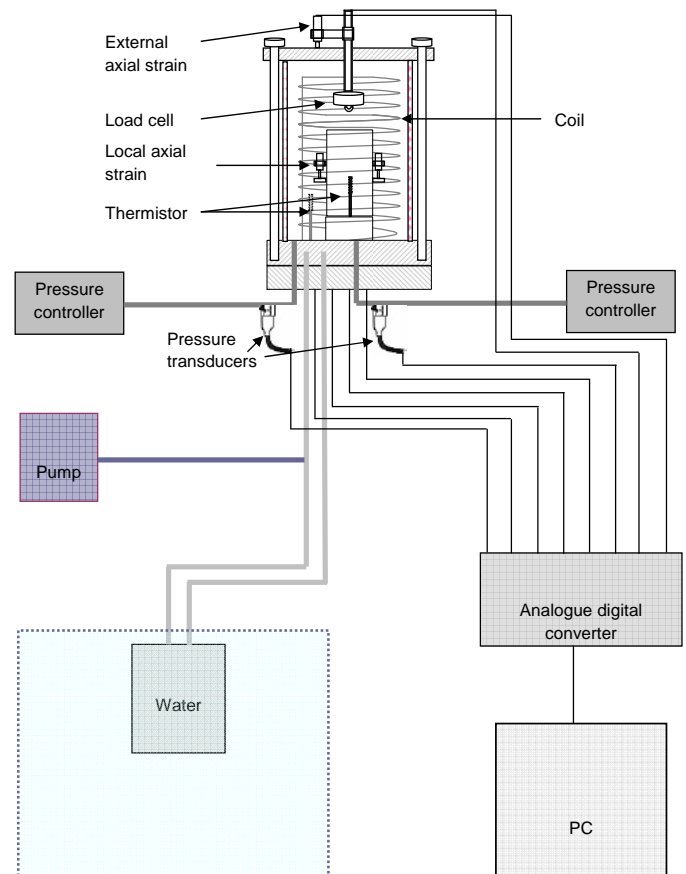 External
axial strain
Load cell
Coil
Local axial
strain
Thermistor
Pressure
controller
Pressure
controller
Pressure
transducers
Pump
Analogue digital
converter
Water
PC